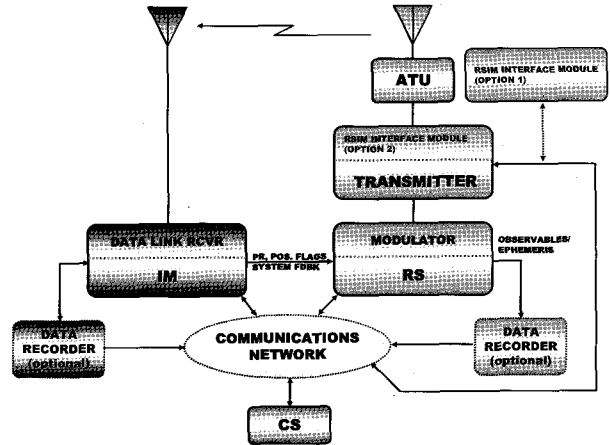 ATU
RSIM INTERFACE MODULE
(OPTION 1)
RSIM INTERFACE MODULE
(OPTION 2)
TRANSMITTER
DATA LINK RCVR
IM
PR, POS. FLAGS
SYSTEM FDBK
MODULATOR
RS
OBSERVABLES/
EPHEMERIS
DATA
RECORDER
(optional)
COMMUNICATIONS
NETWORK
DATA
RECORDER
(optional)
CS